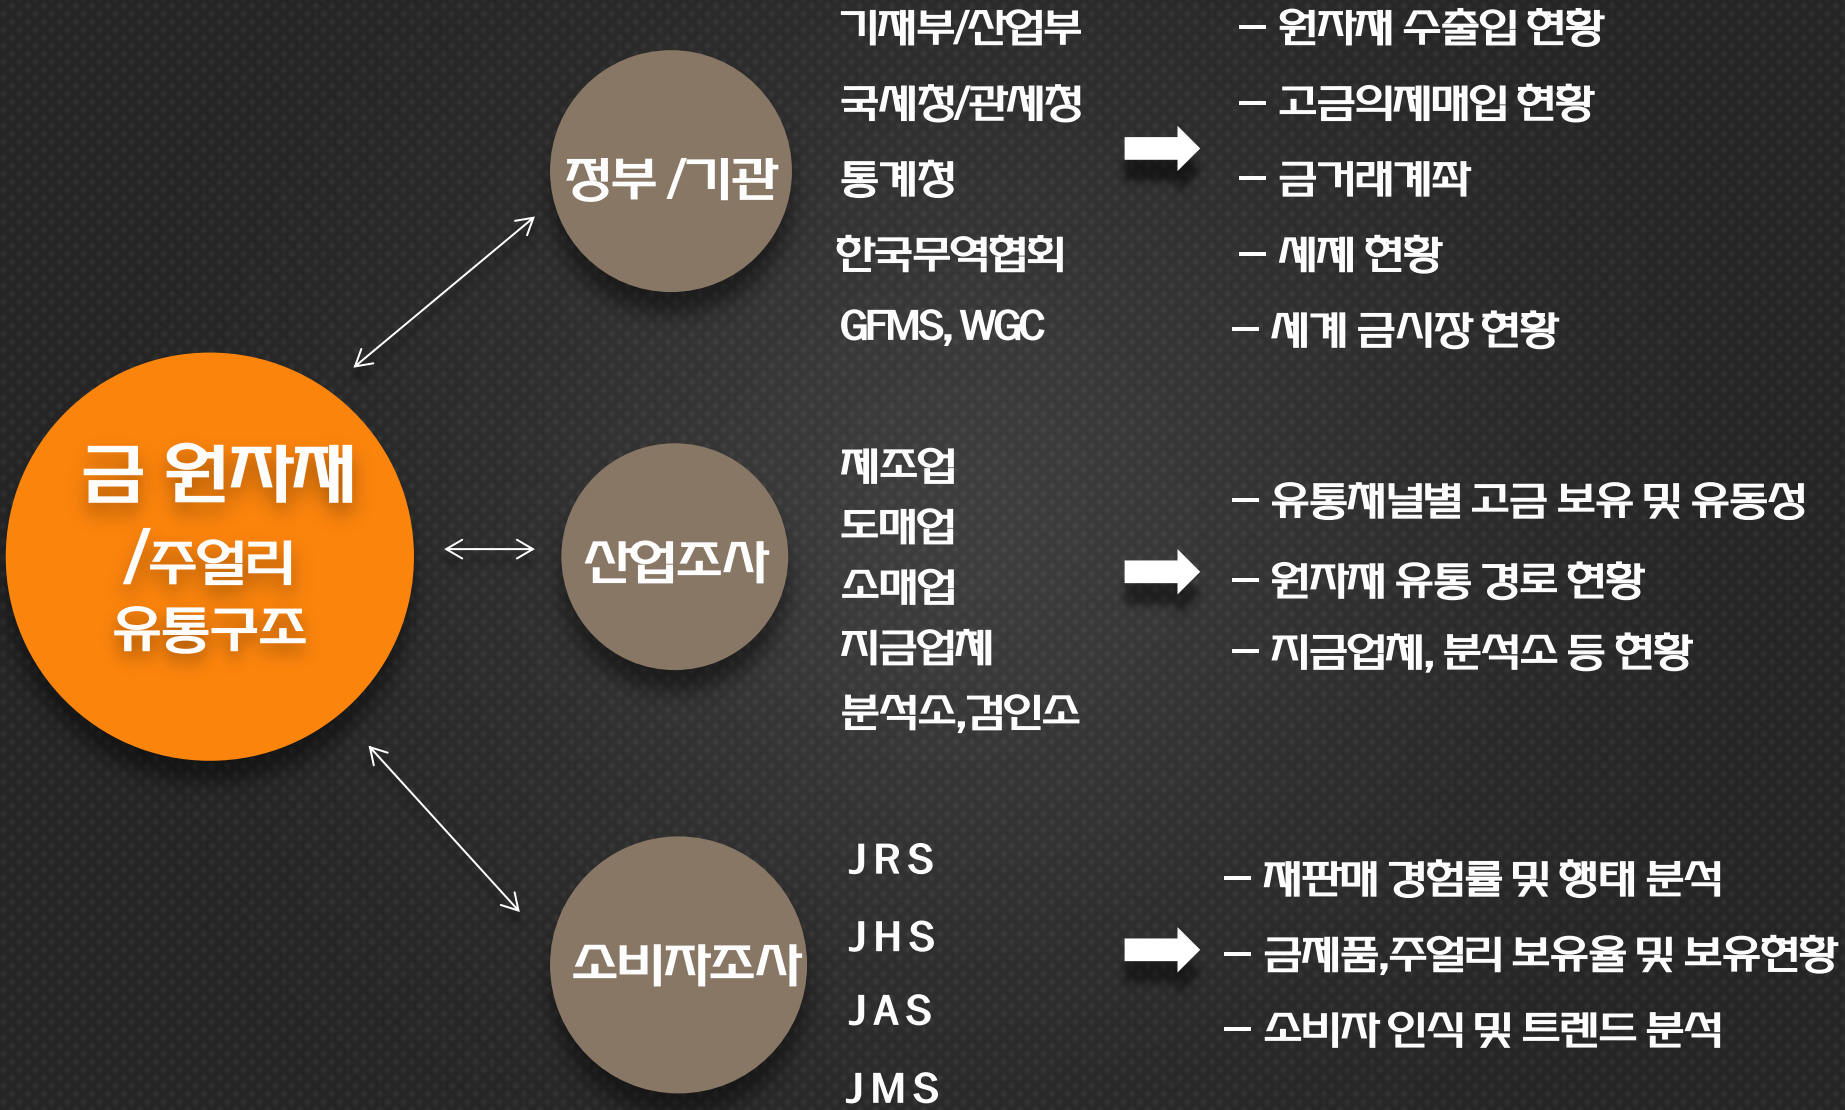 금 원자재
/주얼리
유통구조
정부 /기관
기재부/산업부
국세청/관세청
통계청
한국무역협회
GFMS, WGC
– 원자재 수출입 현황
– 고금의제매입 현황
– 금거래계좌
– 세제 현황
– 세계 금시장 현황
산업조사
제조업
도매업
소매업
지금업체
분석소,검인소
– 유통채널별 고금 보유 및 유동성
– 원자재 유통 경로 현황
– 지금업체, 분석소 등 현황
소비자조사
JRS
JHS
JAS
JMS
– 재판매 경험률 및 행태 분석
– 금제품,주얼리 보유율 및 보유현황
– 소비자 인식 및 트렌드 분석